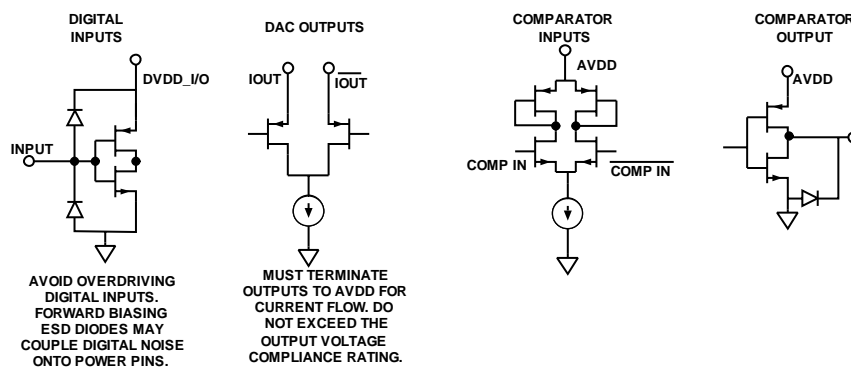 DIGITAL
INPUTS
DVDD_I/O
INPUT
AVOID OVERDRIVING
DIGITAL INPUTS.
FORWARD BIASING
ESD DIODES MAY
COUPLE DIGITAL NOISE
ONTO POWER PINS.
DAC OUTPUTS
IOUT
IOUT
MUST TERMINATE
OUTPUTS TO AVDD FOR
CURRENT FLOW. DO
NOT EXCEED THE
OUTPUT VOLTAGE
COMPLIANCE RATING.
COMPARATOR
INPUTS
AVDD
COMP IN
COMP IN
COMPARATOR
OUTPUT
AVDD